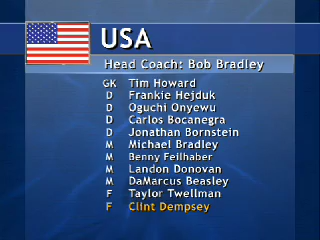 USA
Head Coach: Bob Bradley
GK Tim Howard
D Frankie Hejduk
D Oguchi Onyewu
D Carlos Bocanegra
D Jonathan Bornstein
M Michael Bradley
M Benny Feilhaber
M Landon Donovan
M DaMarcus Beasley
F Taylor Twellman
F Clint Dempsey